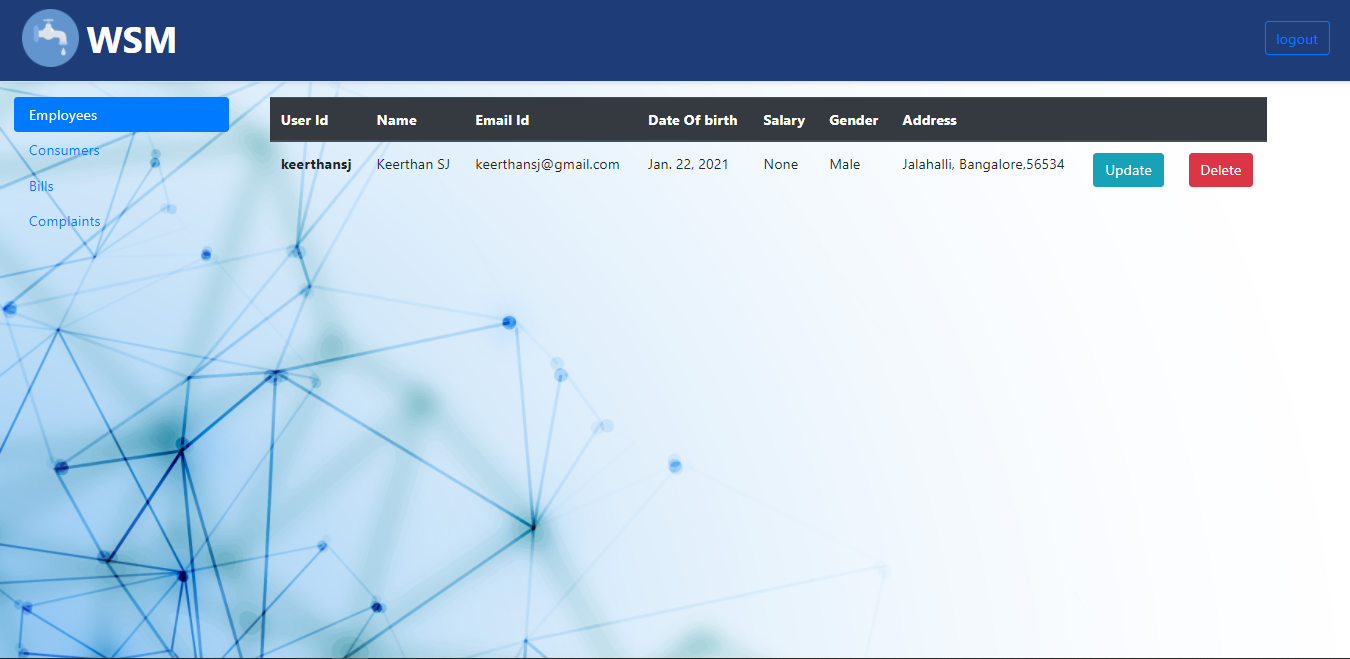 WSM
logout
Employees
Consumers
Bills
Complaints
User Id Name Email Id Date Of birth Salary Gender Address
keerthansj Keerthan SJ keerthansj@gmail.com Jan. 22, 2021 None Male Jalahalli, Bangalore,56534 Update Delete